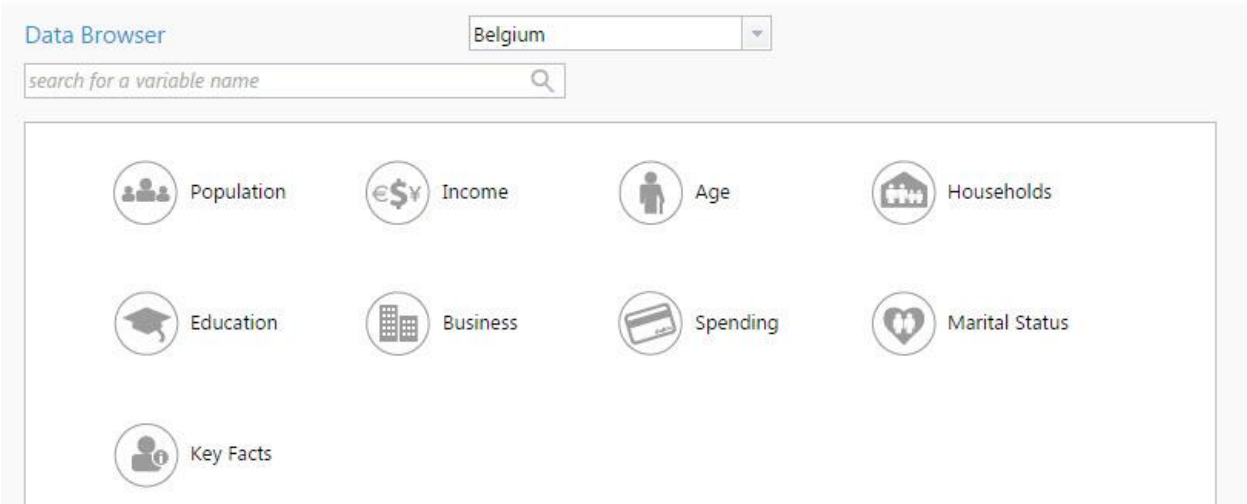 Data Browser Belgium
search for a variable name
Population €$¥ Income Age Households
Education Business Spending Marital Status
Key Facts